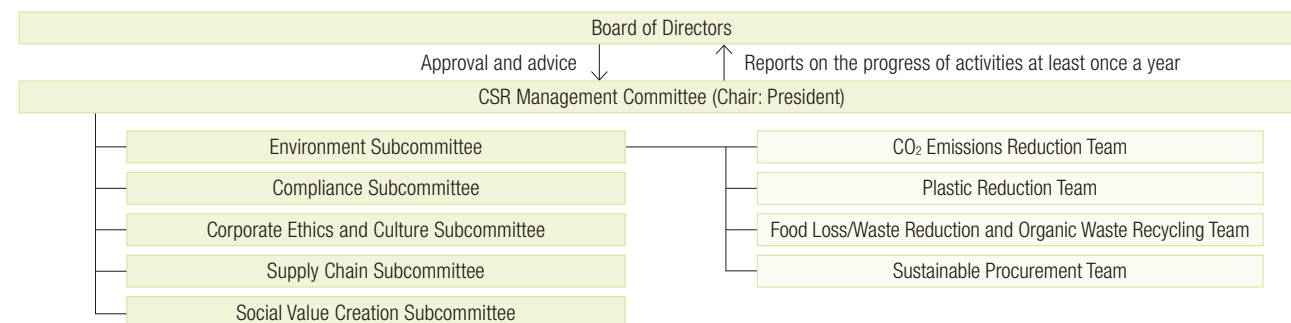 Board of Directors
Approval and advice
Reports on the progress of activities at least once a year
CSR Management Committee (Chair: President)
Environment Subcommittee
Compliance Subcommittee
Corporate Ethics and Culture Subcommittee
Supply Chain Subcommittee
Social Value Creation Subcommittee
CO₂ Emissions Reduction Team
Plastic Reduction Team
Food Loss/Waste Reduction and Organic Waste Recycling Team
Sustainable Procurement Team